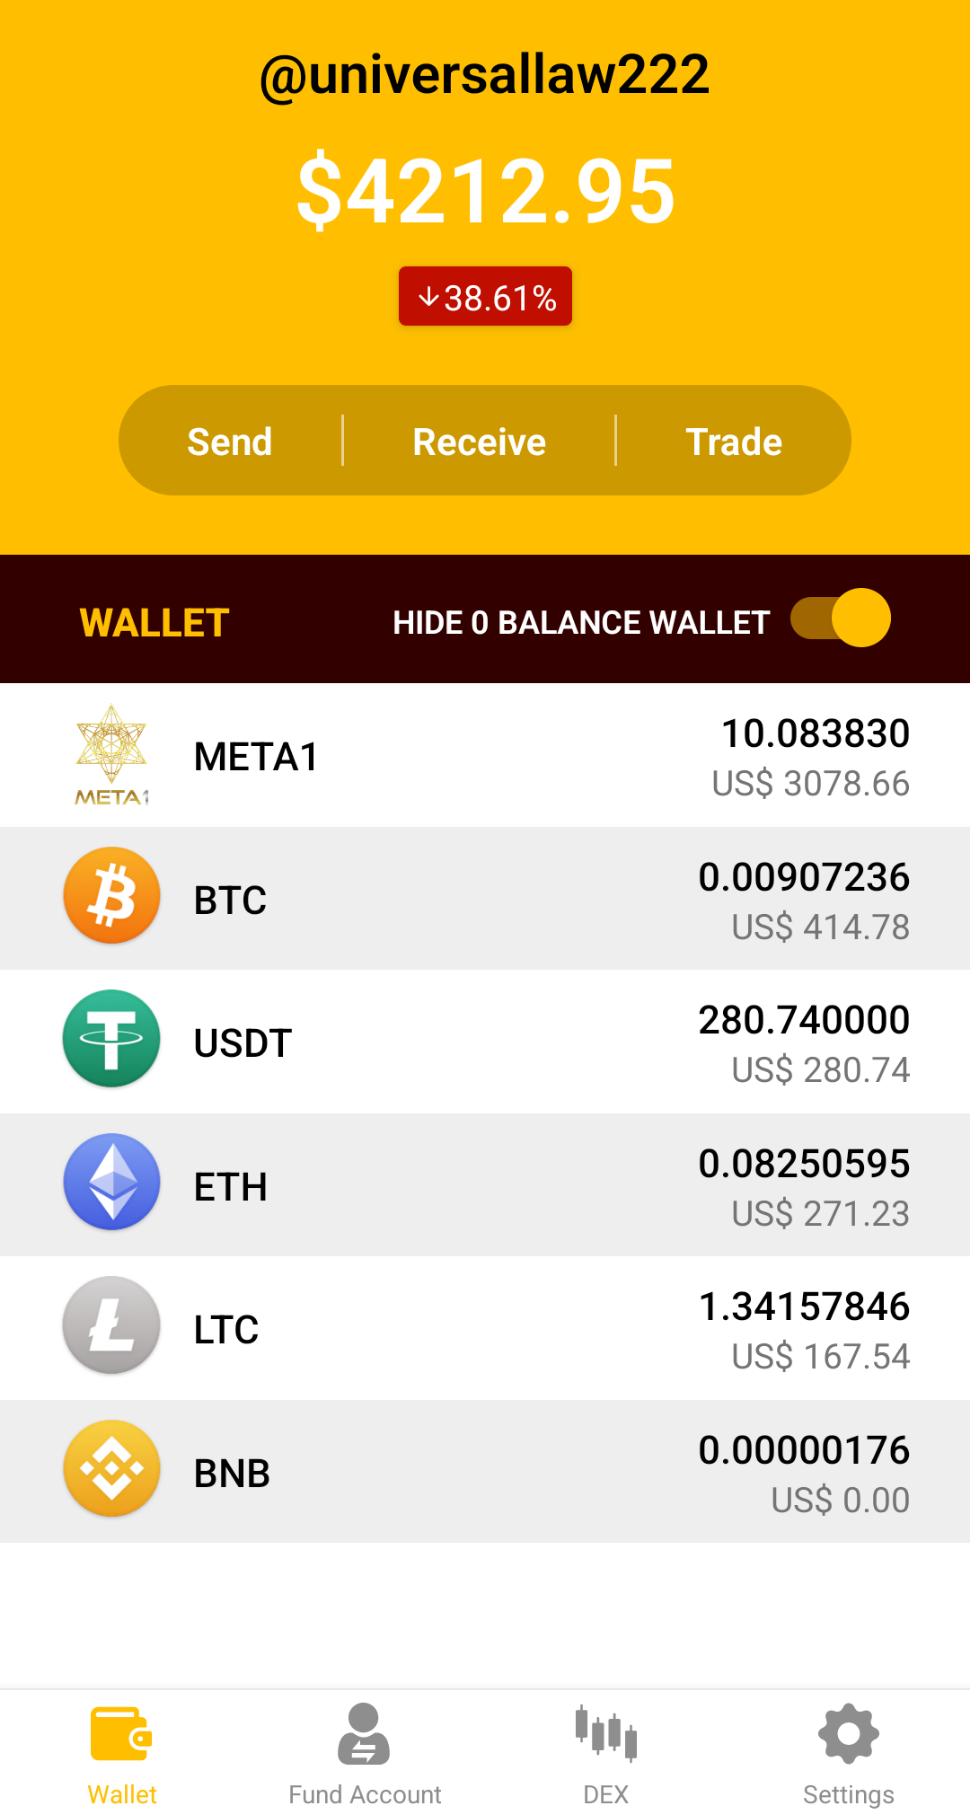 @universallaw222
$4212.95
↓38.61%
Send Receive Trade
WALLET HIDE 0 BALANCE WALLET
META1
META1
10.083830
US$ 3078.66
BTC
0.00907236
US$ 414.78
USDT
280.740000
US$ 280.74
ETH
0.08250595
US$ 271.23
LTC
1.34157846
US$ 167.54
BNB
0.00000176
US$ 0.00
Wallet Fund Account DEX Settings